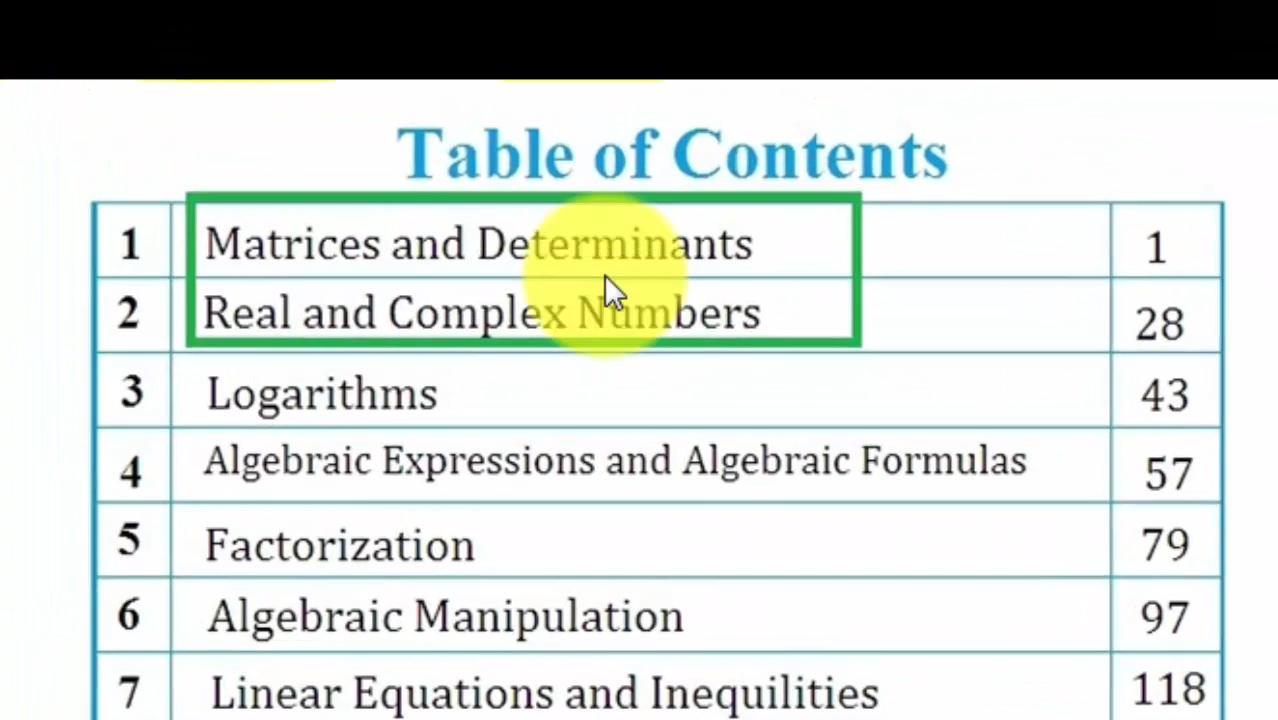 Table of Contents
1 Matrices and Determinants 1
2 Real and Complex Numbers 28
3 Logarithms 43
4 Algebraic Expressions and Algebraic Formulas 57
5 Factorization 79
6 Algebraic Manipulation 97
7 Linear Equations and Inequilities 118